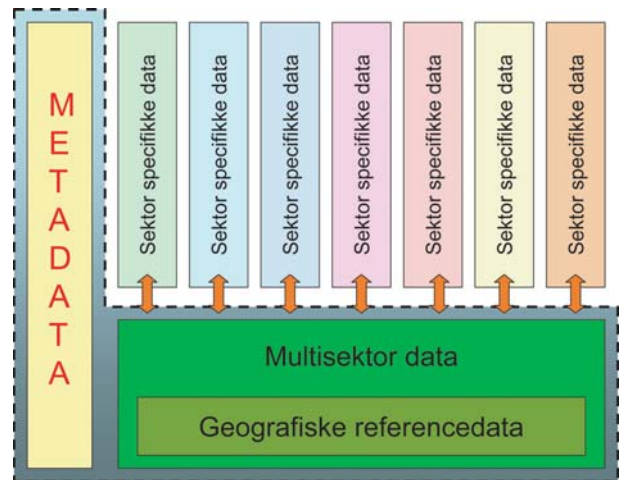 METADATA
Sektor specifikke data
Sektor specifikke data
Sektor specifikke data
Sektor specifikke data
Sektor specifikke data
Sektor specifikke data
Sektor specifikke data
Multisektor data
Geografiske referencedata